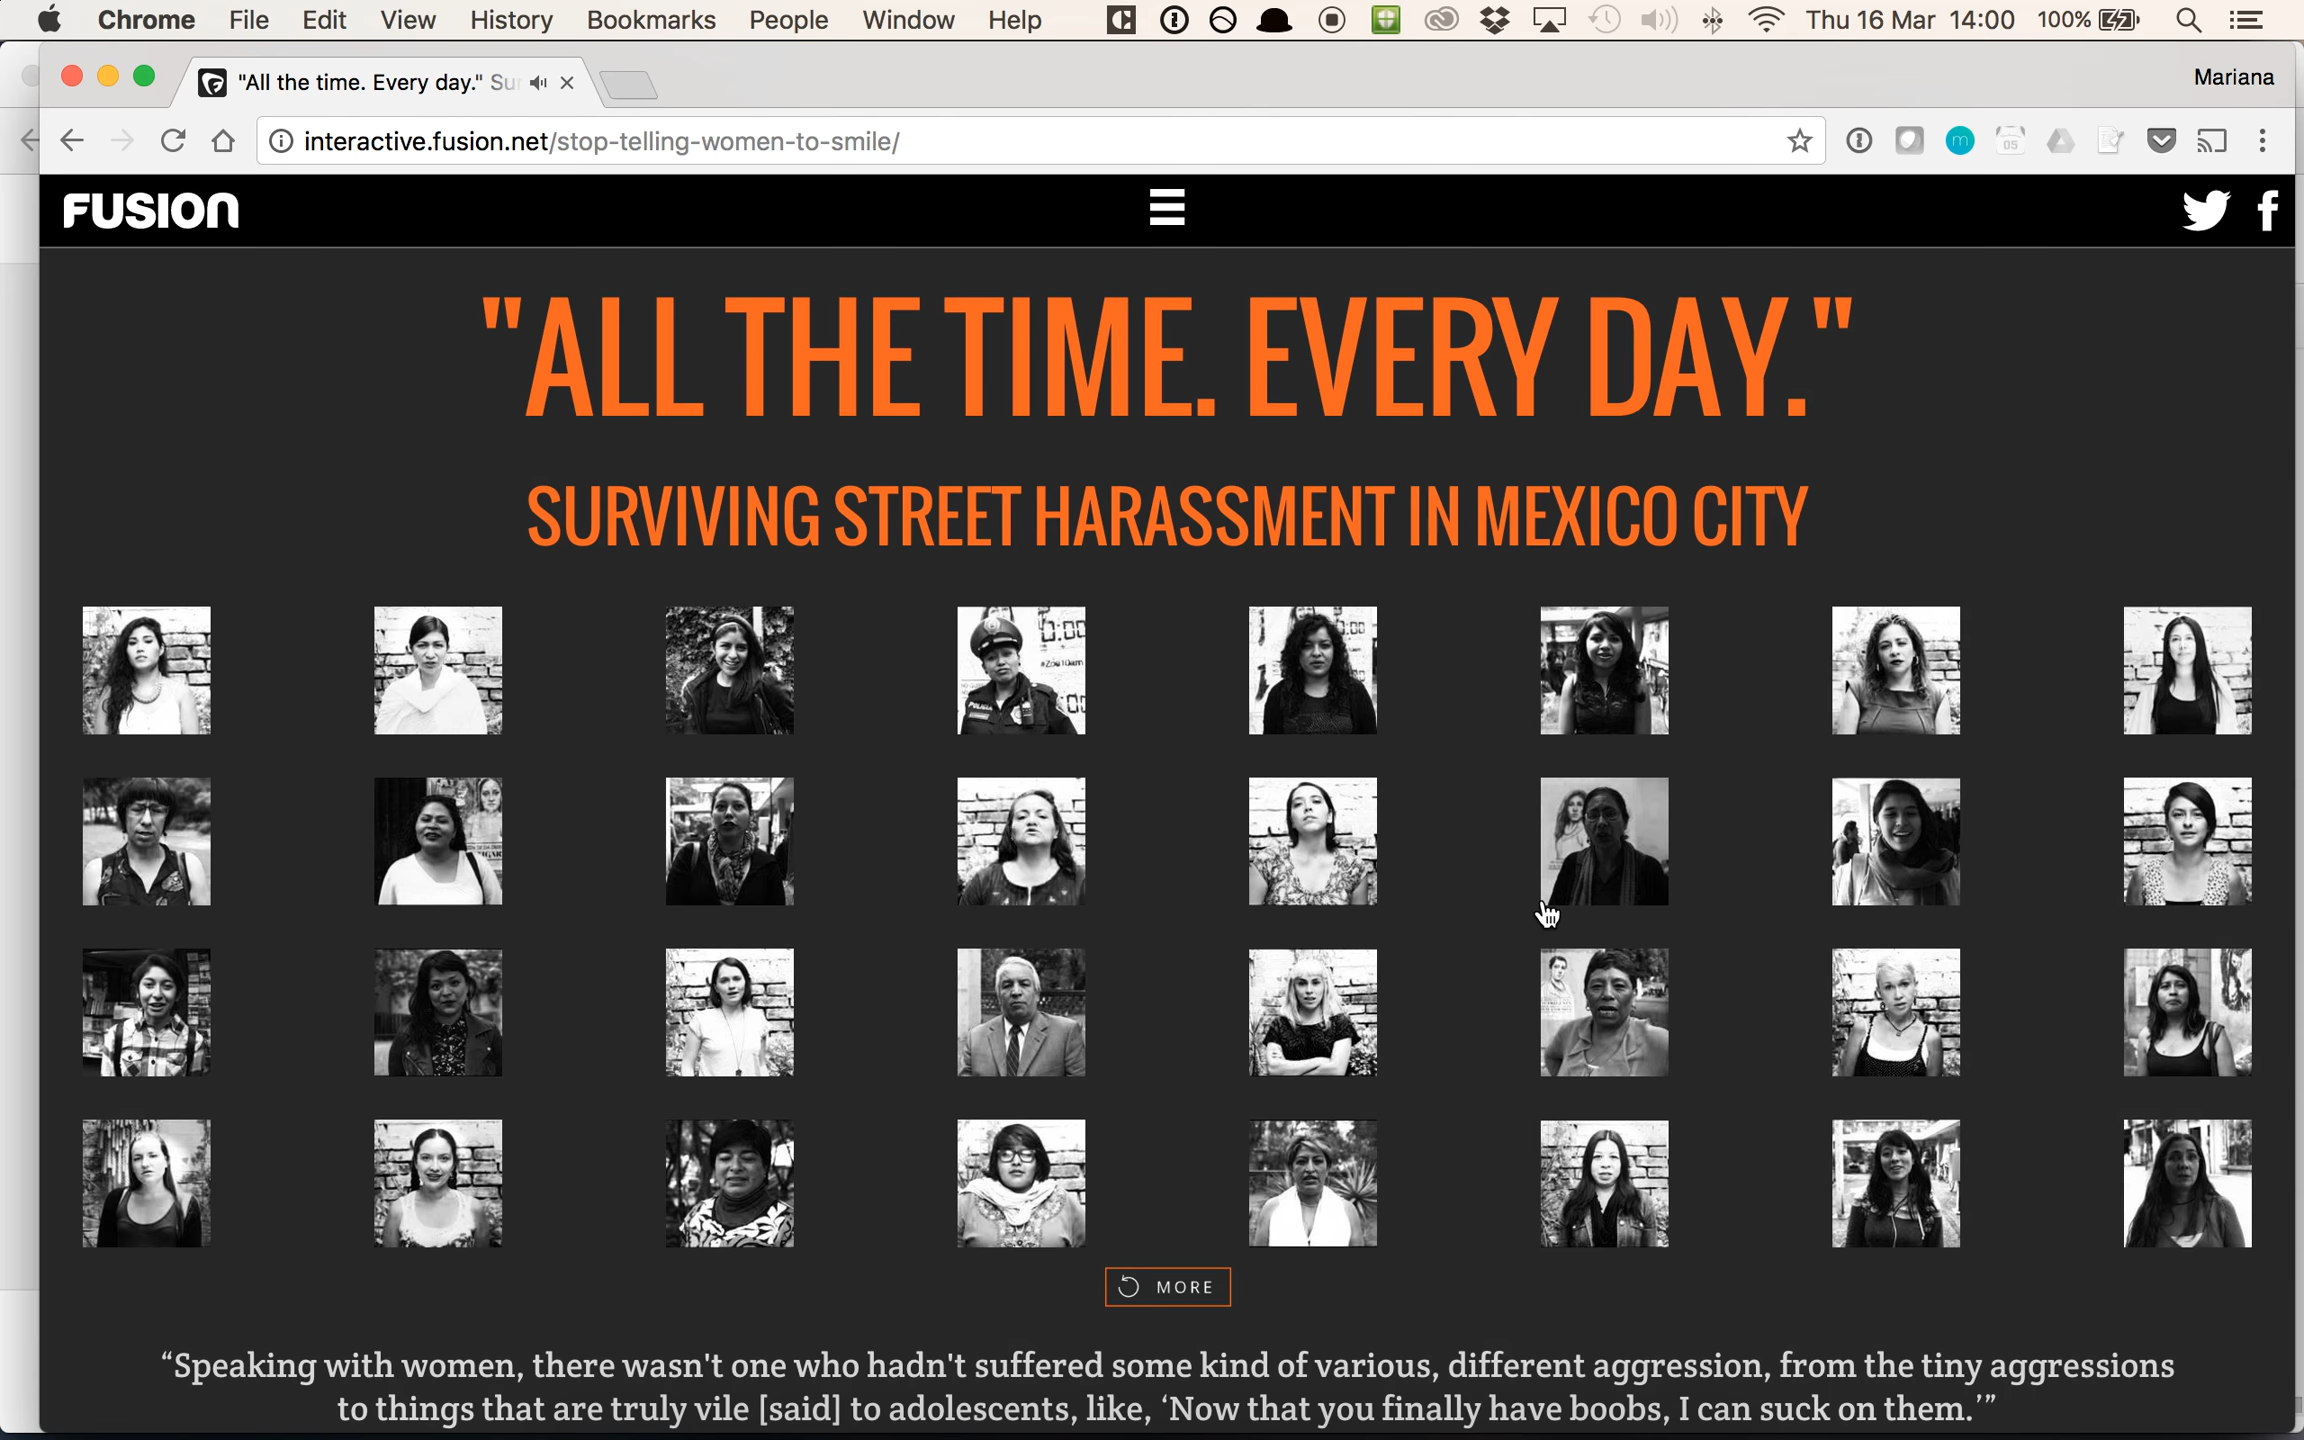 Chrome File Edit View History Bookmarks People Window Help Thu 16 Mar 14:00 100%
"All the time. Every day." Su
Mariana
interactive.fusion.net/stop-telling-women-to-smile/
m
05
FUSION
"ALL THE TIME. EVERY DAY."
SURVIVING STREET HARASSMENT IN MEXICO CITY
POLICIA
MORE
“Speaking with women, there wasn't one who hadn't suffered some kind of various, different aggression, from the tiny aggressions
to things that are truly vile [said] to adolescents, like, ‘Now that you finally have boobs, I can suck on them.’”